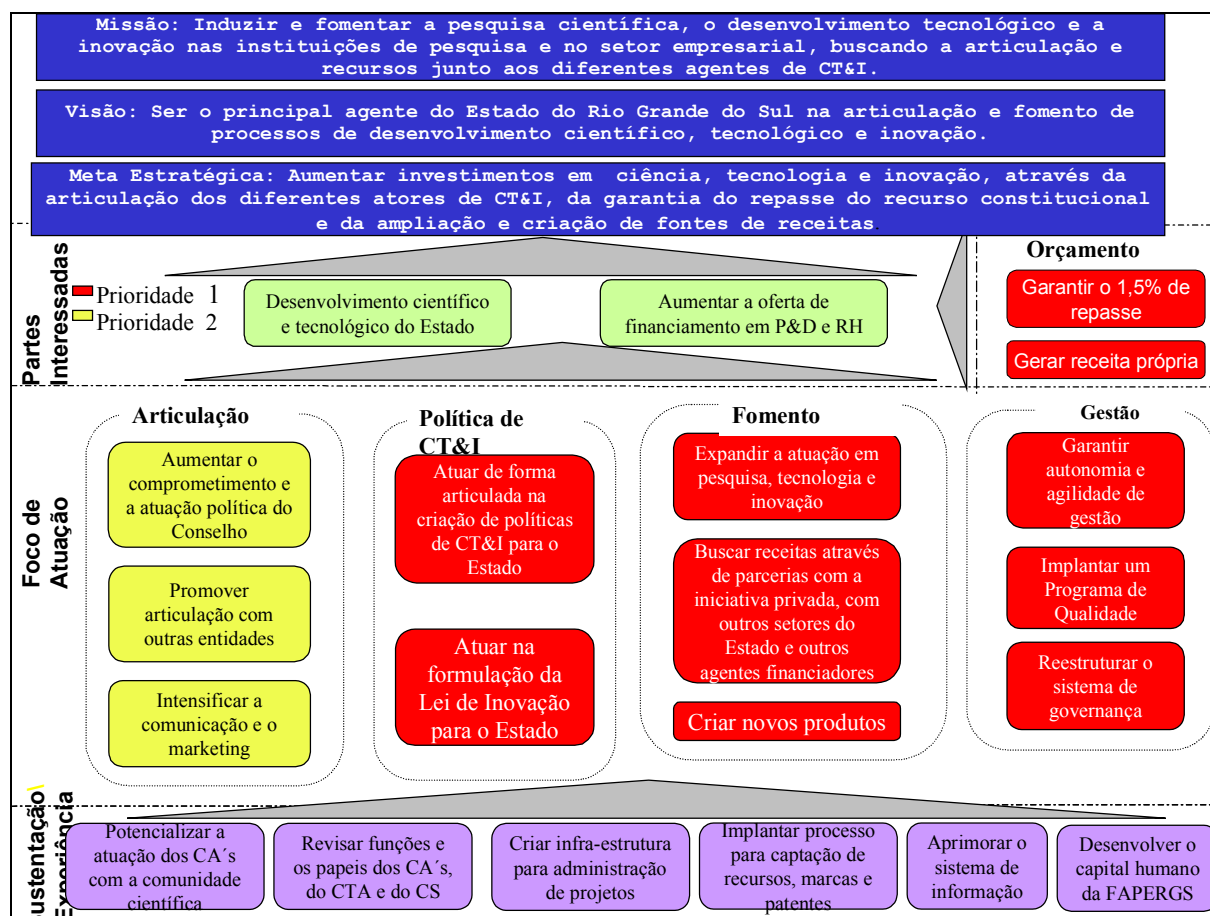 Missão: Induzir e fomentar a pesquisa científica, o desenvolvimento tecnológico e a
inovação nas instituições de pesquisa e no setor empresarial, buscando a articulação e
recursos junto aos diferentes agentes de CT&I.
Visão: Ser o principal agente do Estado do Rio Grande do Sul na articulação e fomento de
processos de desenvolvimento científico, tecnológico e inovação.
Meta Estratégica: Aumentar investimentos em ciência, tecnologia e inovação, através da
articulação dos diferentes atores de CT&I, da garantia do repasse do recurso constitucional
e da ampliação e criação de fontes de receitas.
Partes
Interessadas
Prioridade 1
Prioridade 2
Desenvolvimento científico
e tecnológico do Estado
Aumentar a oferta de
financiamento em P&D e RH
Orçamento
Garantir o 1,5% de
repasse
Gerar receita própria
Foco de
Atuação
Articulação
Aumentar o
comprometimento e
a atuação política do
Conselho
Promover
articulação com
outras entidades
Intensificar a
comunicação e o
marketing
Política de
CT&I
Atuar de forma
articulada na
criação de políticas
de CT&I para o
Estado
Atuar na
formulação da
Lei de Inovação
para o Estado
Fomento
Expandir a atuação em
pesquisa, tecnologia e
inovação
Buscar receitas através
de parcerias com a
iniciativa privada, com
outros setores do
Estado e outros
agentes financiadores
Criar novos produtos
Gestão
Garantir
autonomia e
agilidade de
gestão
Implantar um
Programa de
Qualidade
Reestruturar o
sistema de
governança
ustentação\
Experiência
Potencializar a
atuação dos CA´s
com a comunidade
científica
Revisar funções e
os papeis dos CA´s,
do CTA e do CS
Criar infra-estrutura
para administração
de projetos
Implantar processo
para captação de
recursos, marcas e
patentes
Aprimorar o
sistema de
informação
Desenvolver o
capital humano
da FAPERGS